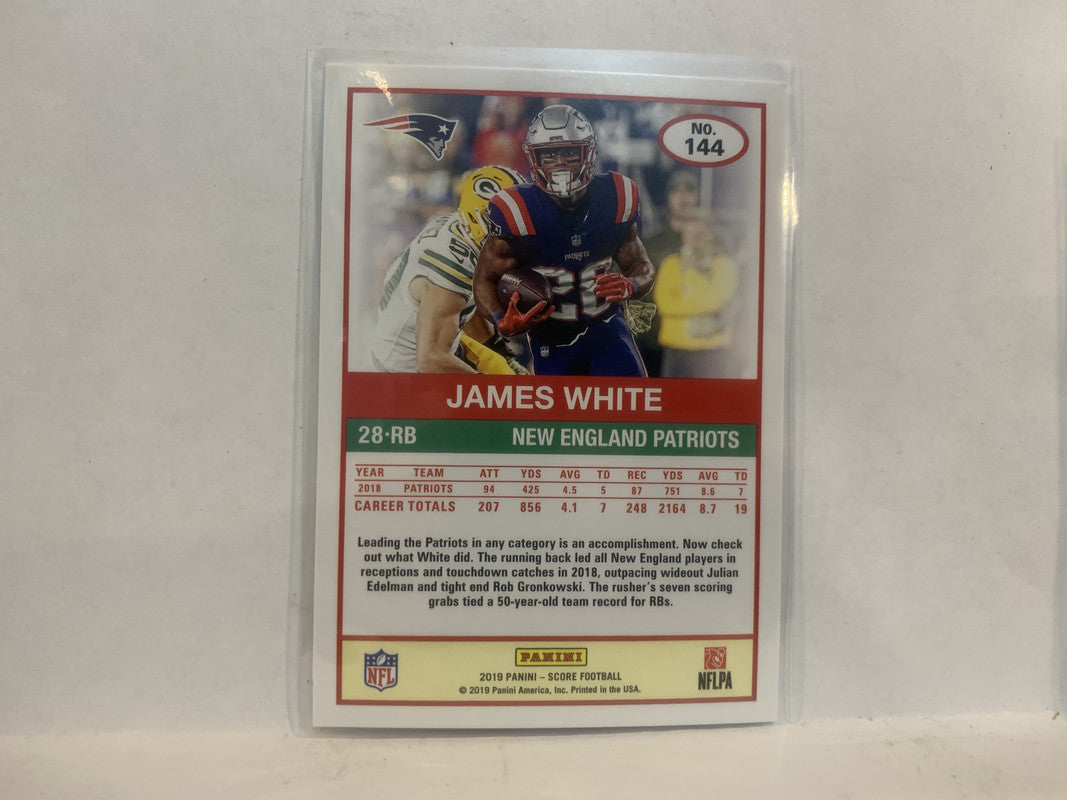 No.
144
PATRIOTS
28
JAMES WHITE
28·RB NEW ENGLAND PATRIOTS
YEAR TEAM ATT YDS AVG TD REC YDS AVG TD
2018 PATRIOTS 94 425 4.5 5 87 751 8.6 7
CAREER TOTALS 207 856 4.1 7 248 2164 8.7 19
Leading the Patriots in any category is an accomplishment. Now check
out what White did. The running back led all New England players in
receptions and touchdown catches in 2018, outpacing wideout Julian
Edelman and tight end Rob Gronkowski. The rusher's seven scoring
grabs tied a 50-year-old team record for RBs.
NFL
PANINI
2019 PANINI – SCORE FOOTBALL
© 2019 Panini America, Inc. Printed in the USA.
NFLPA